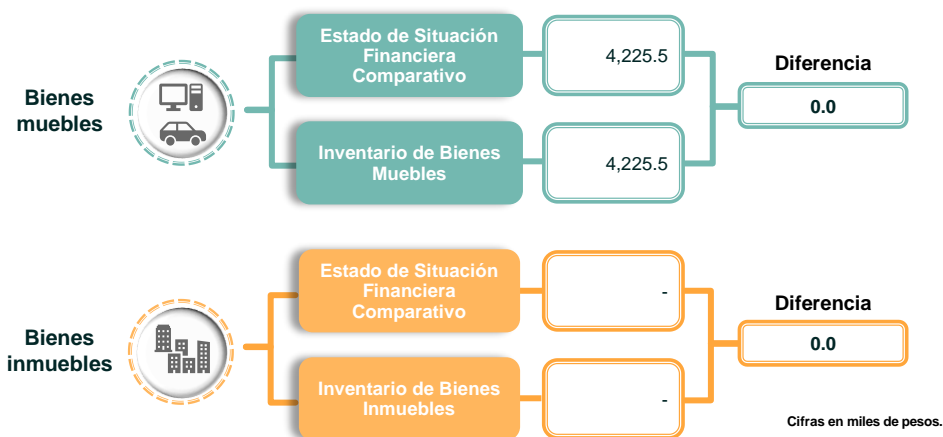 Bienes
muebles
Estado de Situación
Financiera
Comparativo
4,225.5
Inventario de Bienes
Muebles
4,225.5
Diferencia
0.0
Bienes
inmuebles
Estado de Situación
Financiera
Comparativo
-
Inventario de Bienes
Inmuebles
-
Diferencia
0.0
Cifras en miles de pesos.